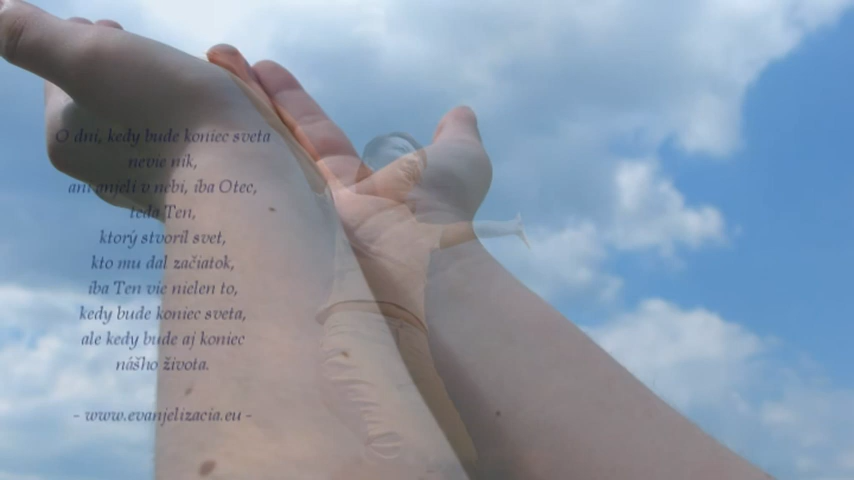 O dni, kedy bude koniec sveta
nevie nik,
ani anjeli v nebi, iba Otec,
teda Ten,
ktorý stvoril svet,
kto mu dal začiatok,
iba Ten vie nielen to,
kedy bude koniec sveta,
ale kedy bude aj koniec
nášho života.
- www.evanjelizacia.eu -